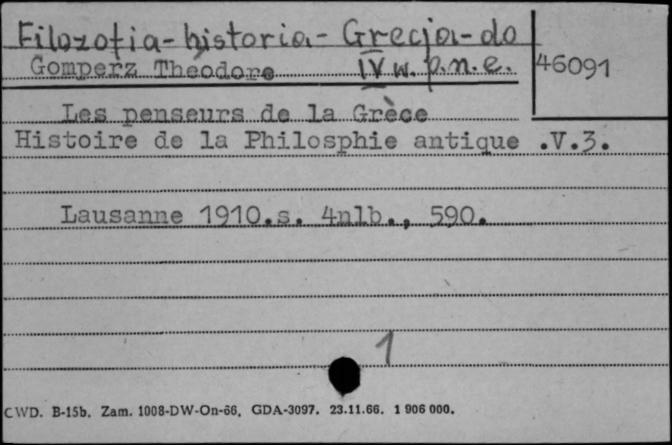 Filozofia-historia-Grecja-do
Gomperz Théodore IV w. p.n.e. 46091
Les penseurs de la Grèce
Histoire de la Philosphie antique .V.3.
Lausanne 1910.s. 4nlb., 590.
1
CWD. B-15b. Zam. 1008-DW-On-66. GDA-3097. 23.11.66. 1 906 000.